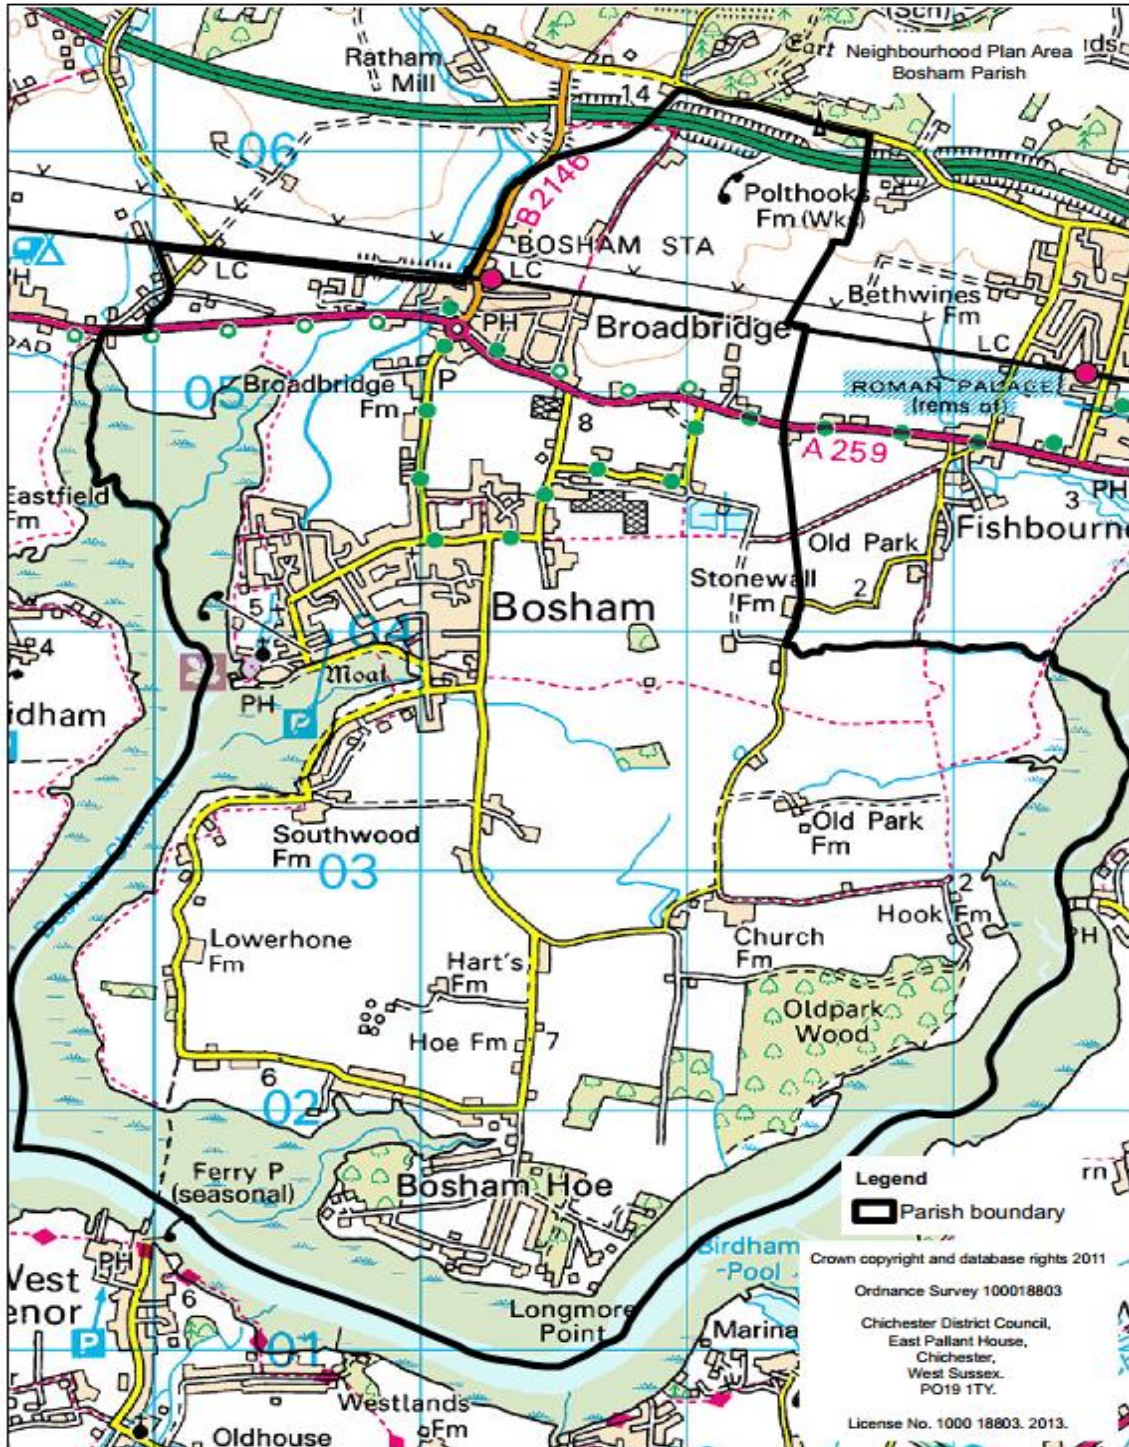 (Sch)
Neighbourhood Plan Area
Bosham Parish
Ratham
Mill
14
06
B 2146
Polthooks
Fm (Wks)
BOSHAM STA
LC
LC
Bethwines
Fm
LC
PH
Broadbridge
ROMAN PALACE
(rems of)
05
Broadbridge
Fm
P
8
A 259
Eastfield
Fm
3
PH
Fishbourne
Old Park
2
Stonewall
Fm
5
04
Bosham
4
Moat
PH
P
idham
Southwood
Fm
03
Old Park
Fm
2
Hook Fm
PH
Lowerhone
Fm
Church
Fm
Hart's
Fm
Oldpark
Wood
Hoe Fm
7
6
02
Ferry P
(seasonal)
Bosham Hoe
Legend
Parish boundary
rn
Birdham
Pool
Crown copyright and database rights 2011
Ordnance Survey 100018803
Chichester District Council,
East Pallant House,
Chichester,
West Sussex.
PO19 1TY.
License No. 1000 18803. 2013.
PH
West
enor
6
P
01
Longmore
Point
Marina
Westlands
Fm
Oldhouse